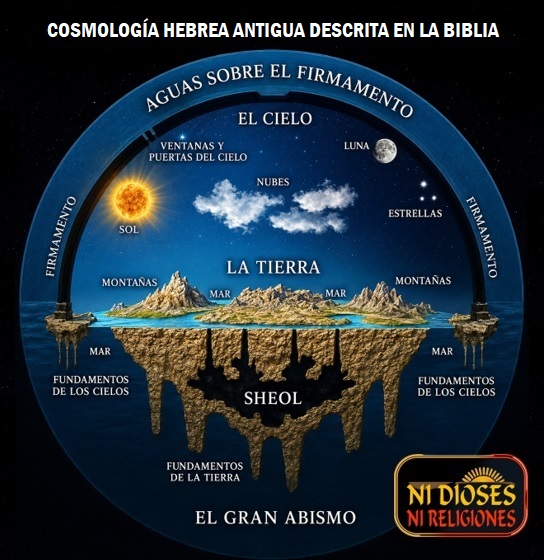 COSMOLOGÍA HEBREA ANTIGUA DESCRITA EN LA BIBLIA
AGUAS SOBRE EL FIRMAMENTO
EL CIELO
VENTANAS Y
PUERTAS DEL CIELO
LUNA
NUBES
ESTRELLAS
FIRMAMENTO
FIRMAMENTO
SOL
LA TIERRA
MONTAÑAS
MAR
MAR
MONTAÑAS
MAR
MAR
FUNDAMENTOS
DE LOS CIELOS
FUNDAMENTOS
DE LOS CIELOS
SHEOL
FUNDAMENTOS
DE LA TIERRA
EL GRAN ABISMO
NI DIOSES
NI RELIGIONES